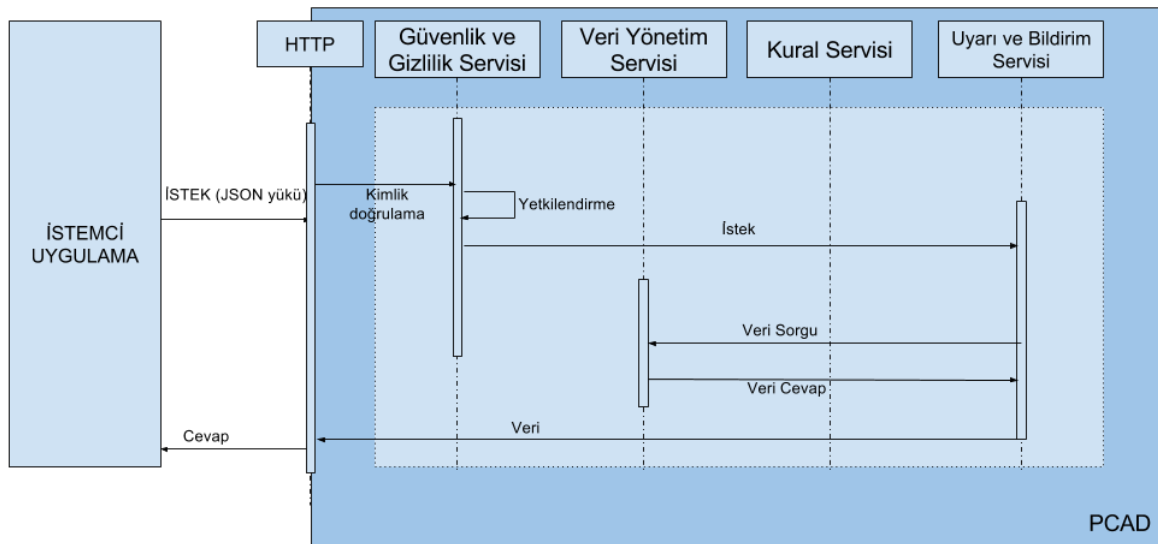 HTTP
Güvenlik ve
Gizlilik Servisi
Veri Yönetim
Servisi
Kural Servisi
Uyarı ve Bildirim
Servisi
İSTEMCİ
UYGULAMA
İSTEK (JSON yükü)
Kimlik
doğrulama
Yetkilendirme
İstek
Veri Sorgu
Veri Cevap
Veri
Cevap
PCAD